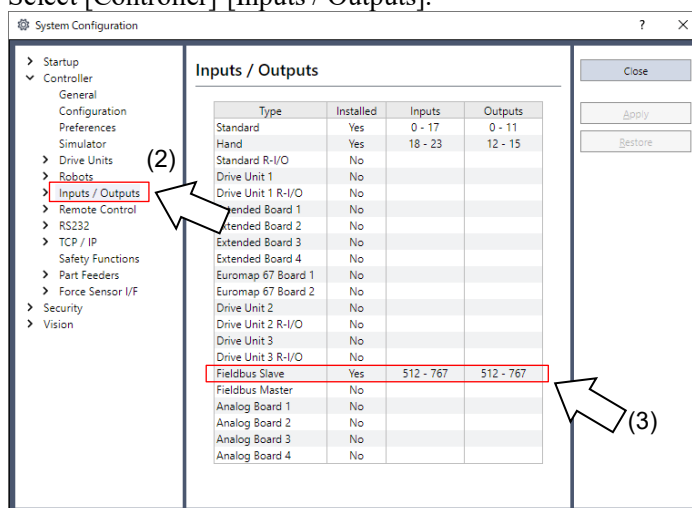 Select [Controller]-[Inputs / Outputs].
System Configuration ? ×
Startup
Controller
General
Configuration
Preferences
Simulator
Drive Units
Robots
Inputs / Outputs
Remote Control
RS232
TCP / IP
Safety Functions
Part Feeders
Force Sensor I/F
Security
Vision
(2)
Inputs / Outputs
Type Installed Inputs Outputs
Standard Yes 0 - 17 0 - 11
Hand Yes 18 - 23 12 - 15
Standard R-I/O No
Drive Unit 1 No
Drive Unit 1 R-I/O No
Extended Board 1 No
Extended Board 2 No
Extended Board 3 No
Extended Board 4 No
Euromap 67 Board 1 No
Euromap 67 Board 2 No
Drive Unit 2 No
Drive Unit 2 R-I/O No
Drive Unit 3 No
Drive Unit 3 R-I/O No
Fieldbus Slave Yes 512 - 767 512 - 767
Fieldbus Master No
Analog Board 1 No
Analog Board 2 No
Analog Board 3 No
Analog Board 4 No
(3)
Close
Apply
Restore